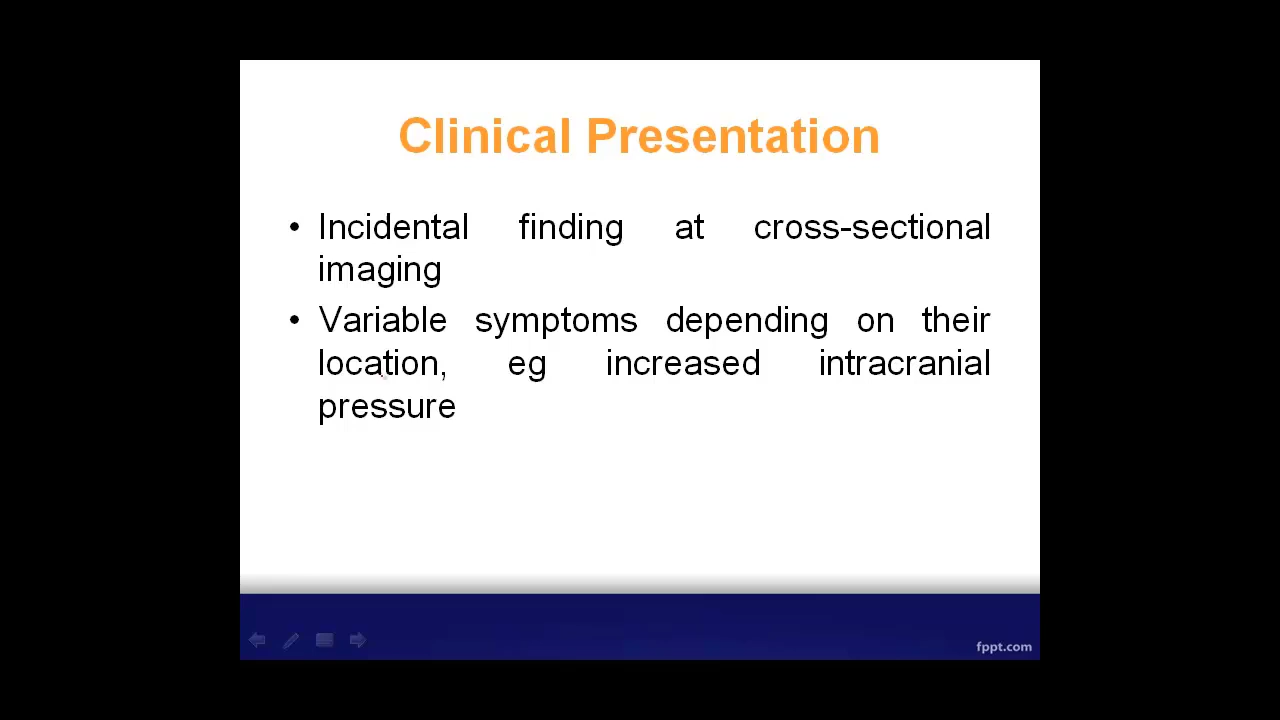 Clinical Presentation
• Incidental finding at cross-sectional
imaging
• Variable symptoms depending on their
location, eg increased intracranial
pressure
fppt.com